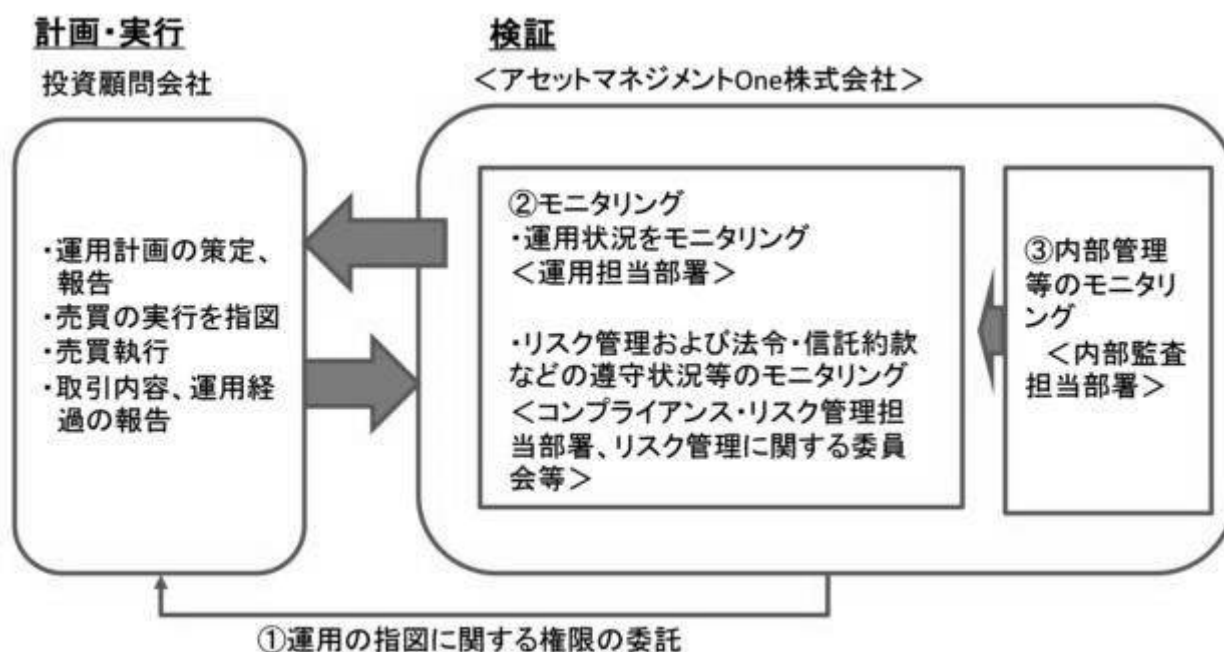 計画・実行
投資顧問会社
・運用計画の策定、
報告
・売買の実行を指図
・売買執行
・取引内容、運用経
過の報告
検証
＜アセットマネジメントOne株式会社＞
②モニタリング
・運用状況をモニタリング
＜運用担当部署＞
・リスク管理および法令・信託約款
などの遵守状況等のモニタリング
＜コンプライアンス・リスク管理担
当部署、リスク管理に関する委員
会等＞
③内部管理
等のモニタリ
ング
＜内部監査
担当部署＞
①運用の指図に関する権限の委託